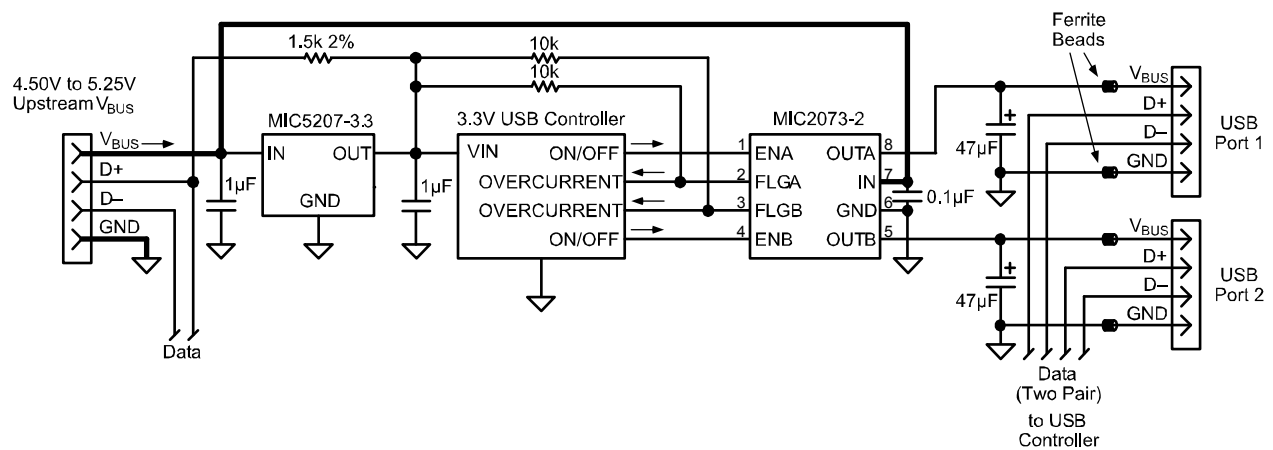 Ferrite
Beads
1.5k 2%
10k
10k
4.50V to 5.25V
Upstream VBUS
MIC5207-3.3
3.3V USB Controller
MIC2073-2
VBUS
D+
D–
GND
IN
OUT
GND
1µF
1µF
VIN
ON/OFF
OVERCURRENT
OVERCURRENT
ON/OFF
1
2
3
4
ENA
FLGA
FLGB
ENB
OUTA
IN
GND
OUTB
8
7
6
5
0.1µF
47µF
VBUS
D+
D–
GND
USB
Port 1
47µF
VBUS
D+
D–
GND
USB
Port 2
Data
Data
(Two Pair)
to USB
Controller